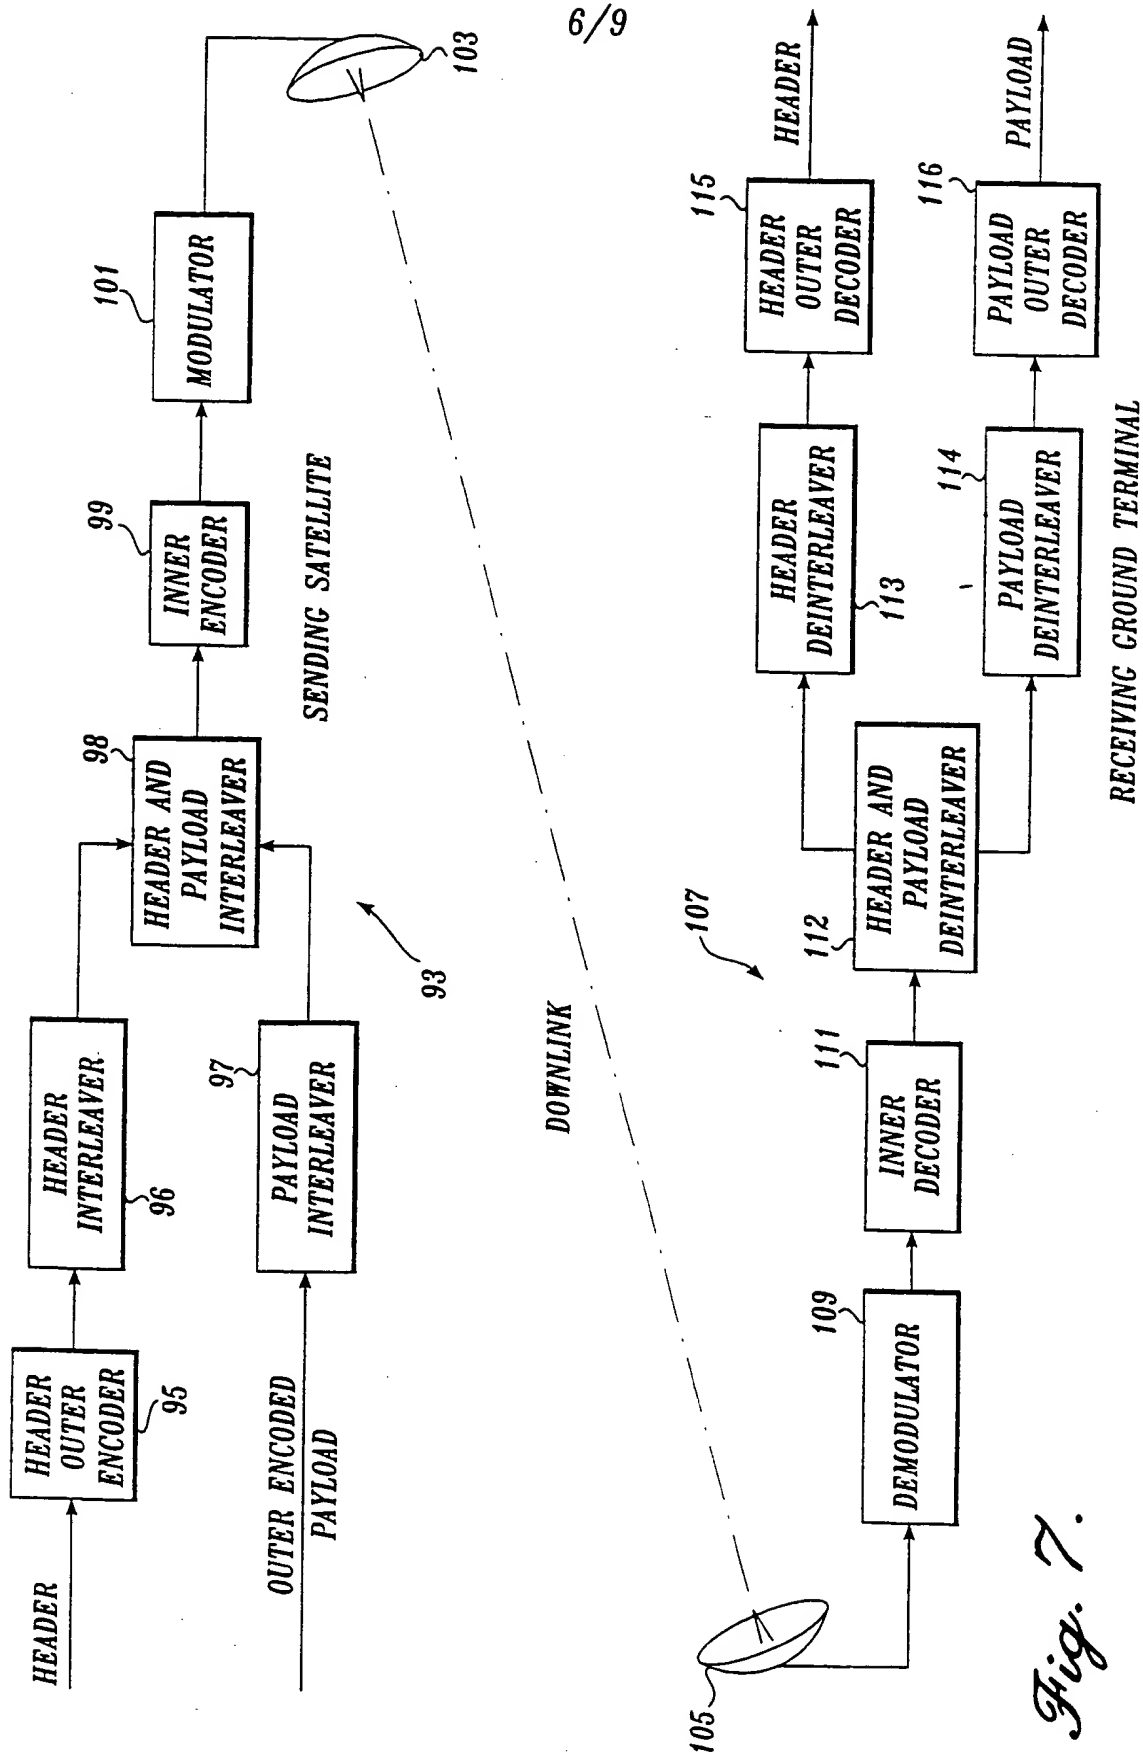 6/9
HEADER
HEADER
OUTER
ENCODER
95
HEADER
INTERLEAVER
96
OUTER ENCODED
PAYLOAD
PAYLOAD
INTERLEAVER
97
HEADER AND
PAYLOAD
INTERLEAVER
98
93
INNER
ENCODER
99
MODULATOR
101
103
SENDING SATELLITE
DOWNLINK
105
107
DEMODULATOR
109
INNER
DECODER
111
HEADER AND
PAYLOAD
DEINTERLEAVER
112
HEADER
DEINTERLEAVER
113
PAYLOAD
DEINTERLEAVER
114
HEADER
OUTER
DECODER
115
HEADER
PAYLOAD
OUTER
DECODER
116
PAYLOAD
RECEIVING GROUND TERMINAL
Fig. 7.